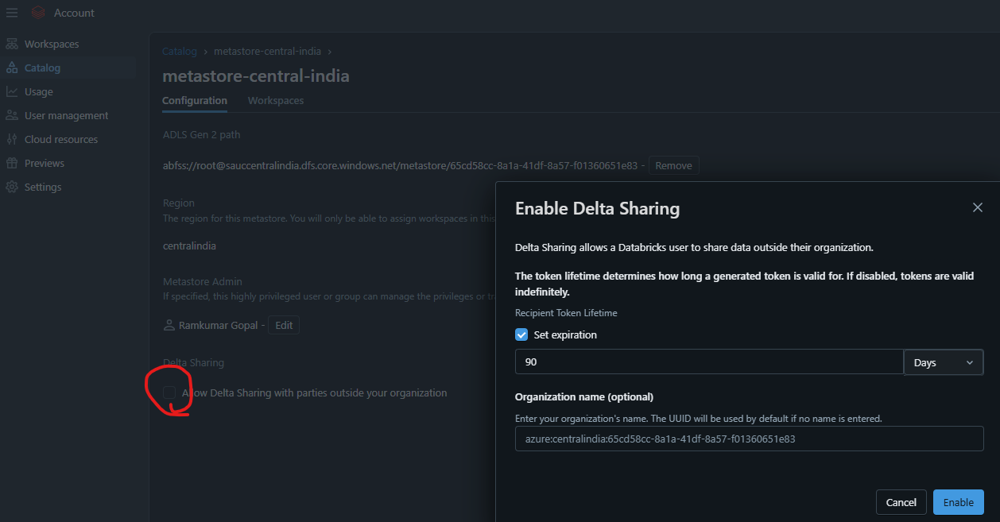 Account
Workspaces
Catalog
Usage
User management
Cloud resources
Previews
Settings
Catalog › metastore-central-india ›
metastore-central-india
Configuration Workspaces
ADLS Gen 2 path
abfss://root@sauccentralindia.dfs.core.windows.net/metastore/65cd58cc-8a1a-41df-8a57-f01360651e83 - Remove
Region
The region for this metastore. You will only be able to assign workspaces in this
centralindia
Metastore Admin
If specified, this highly privileged user or group can manage the privileges or
Ramkumar Gopal - Edit
Delta Sharing
Allow Delta Sharing with parties outside your organization
Enable Delta Sharing
Delta Sharing allows a Databricks user to share data outside their organization.
The token lifetime determines how long a generated token is valid for. If disabled, tokens are valid
indefinitely.
Recipient Token Lifetime
Set expiration
90 Days
Organization name (optional)
Enter your organization's name. The UUID will be used by default if no name is entered.
azure:centralindia:65cd58cc-8a1a-41df-8a57-f01360651e83
Cancel Enable